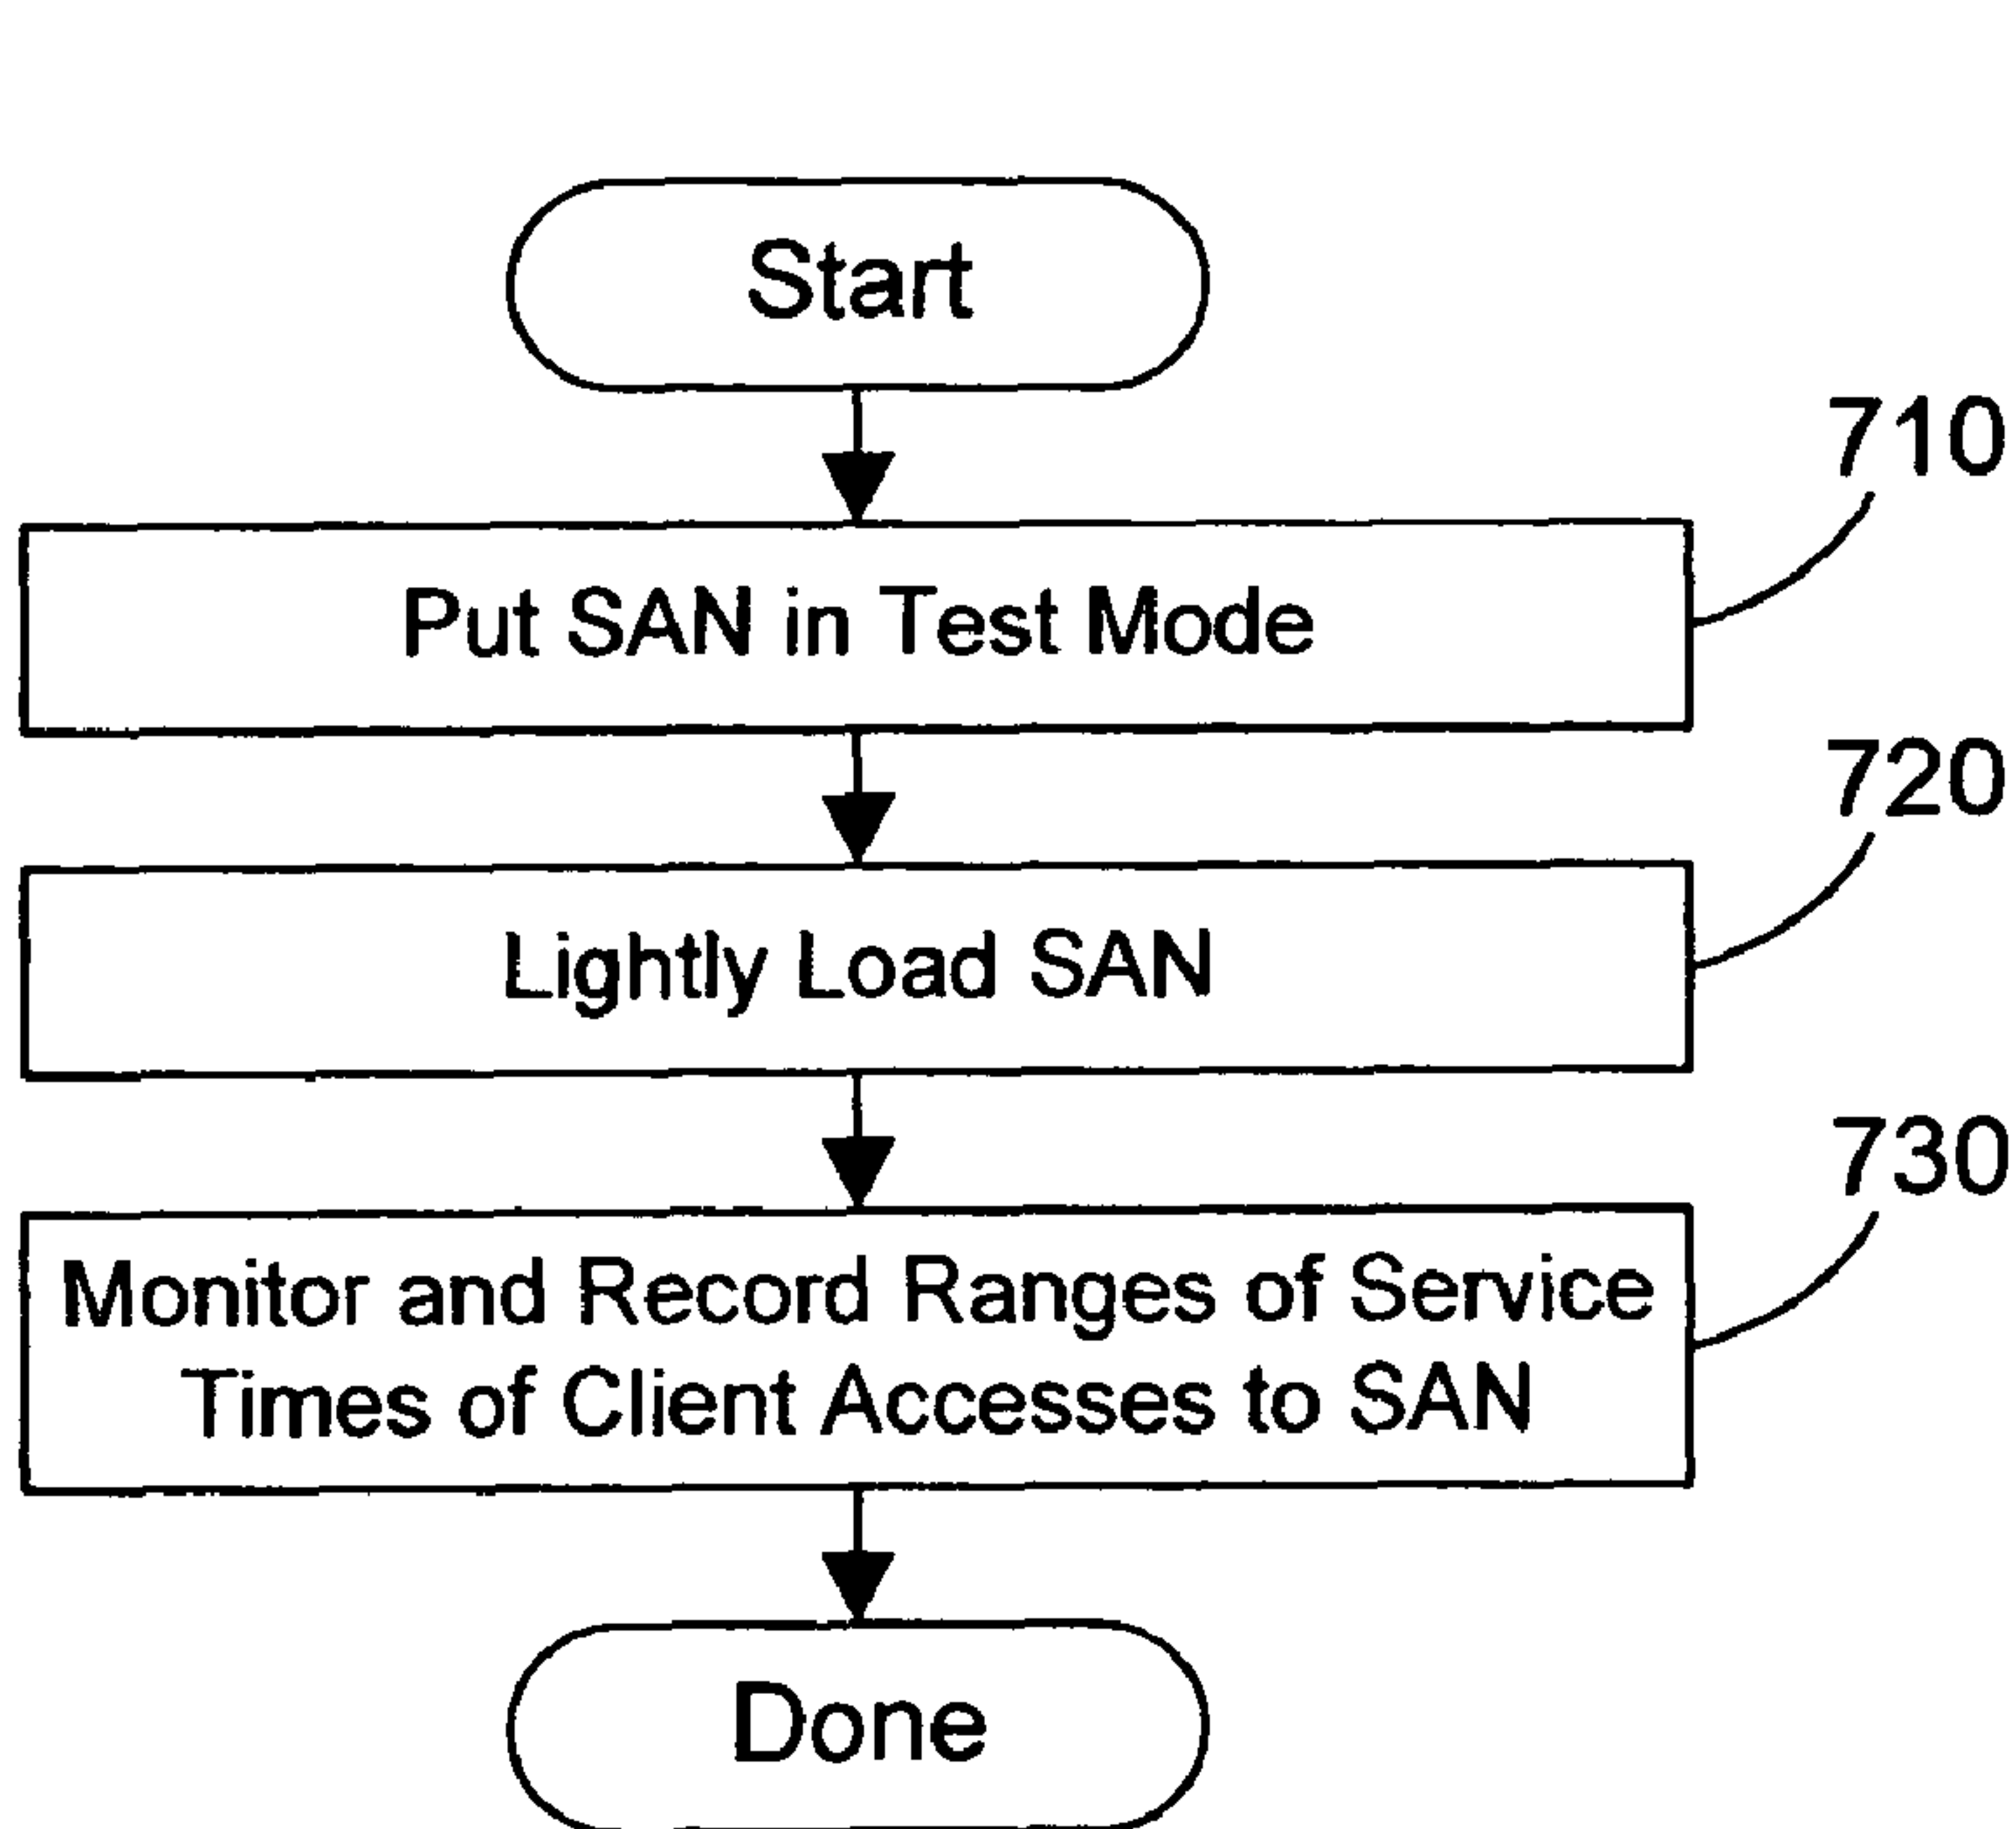 Start
710
Put SAN in Test Mode
720
Lightly Load SAN
730
Monitor and Record Ranges of Service
Times of Client Accesses to SAN
Done